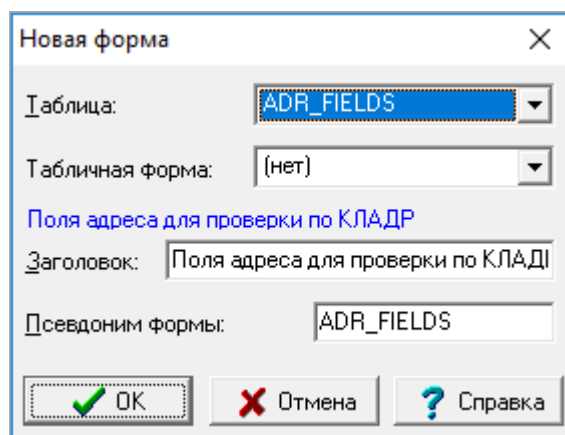 Новая форма
Таблица: ADR_FIELDS
Табличная форма: (нет)
Поля адреса для проверки по КЛАДР
Заголовок: Поля адреса для проверки по КЛАД
Псевдоним формы: ADR_FIELDS
OK Отмена Справка